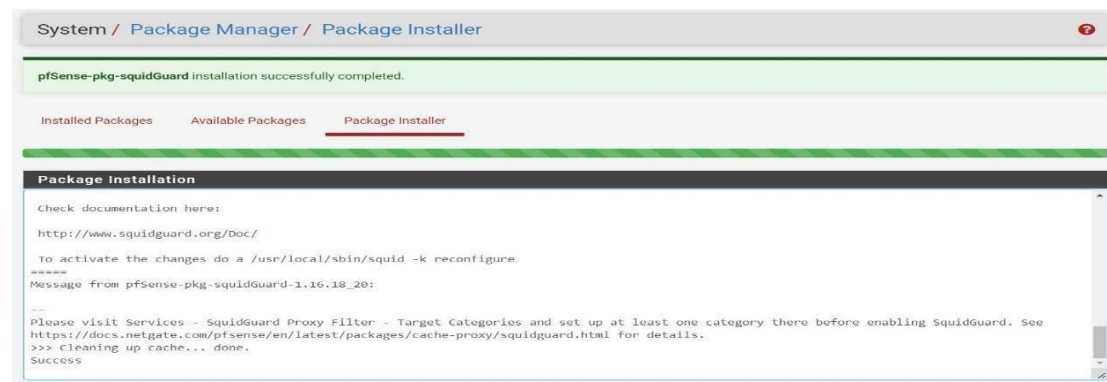 System / Package Manager / Package Installer
pfSense-pkg-squidGuard installation successfully completed.
Installed Packages Available Packages Package Installer
Package Installation
Check documentation here:
http://www.squidguard.org/Doc/
To activate the changes do a /usr/local/sbin/squid -k reconfigure
=====
Message from pfSense-pkg-squidGuard-1.16.18_20:
--
Please visit Services - SquidGuard Proxy Filter - Target Categories and set up at least one category there before enabling SquidGuard. See
https://docs.netgate.com/pfsense/en/latest/packages/cache-proxy/squidguard.html for details.
>>> Cleaning up cache... done.
Success